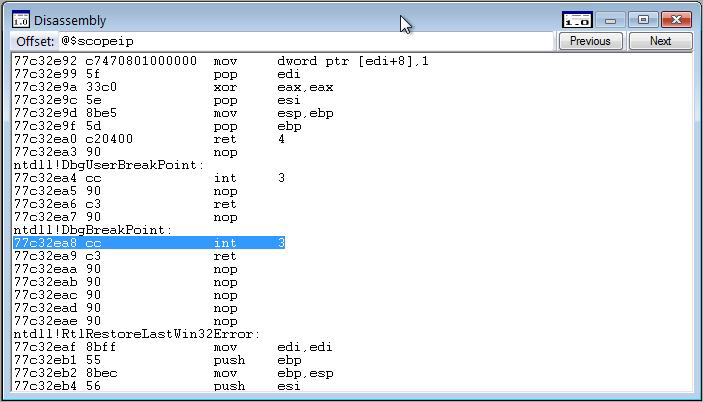 Disassembly
Offset: @$scopeip Previous Next
77c32e92 c7470801000000 mov dword ptr [edi+8],1
77c32e99 5f pop edi
77c32e9a 33c0 xor eax,eax
77c32e9c 5e pop esi
77c32e9d 8be5 mov esp,ebp
77c32e9f 5d pop ebp
77c32ea0 c20400 ret 4
77c32ea3 90 nop
ntdll!DbgUserBreakPoint:
77c32ea4 cc int 3
77c32ea5 90 nop
77c32ea6 c3 ret
77c32ea7 90 nop
ntdll!DbgBreakPoint:
77c32ea8 cc int 3
77c32ea9 c3 ret
77c32eaa 90 nop
77c32eab 90 nop
77c32eac 90 nop
77c32ead 90 nop
77c32eae 90 nop
ntdll!RtlRestoreLastWin32Error:
77c32eaf 8bff mov edi,edi
77c32eb1 55 push ebp
77c32eb2 8bec mov ebp,esp
77c32eb4 56 push esi